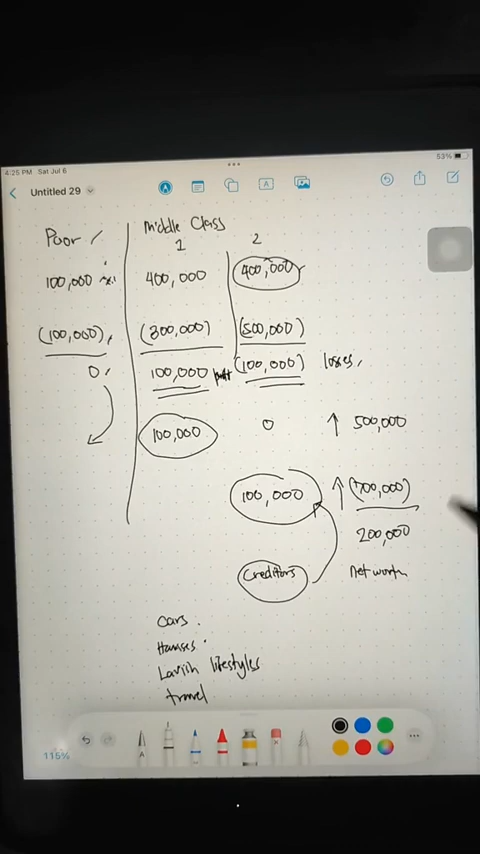 4:25 PM Sat Jul 6
53%
Untitled 29
Poor
Middle Class
1 2
100,000 400,000 400,000
(100,000) (300,000) (500,000)
0 100,000 (100,000) losses,
100,000 0 ↑ 500,000
100,000 ↑ (700,000)
200,000
Creditors Net worth
Cars.
Lavish lifestyles
travel
115%
A